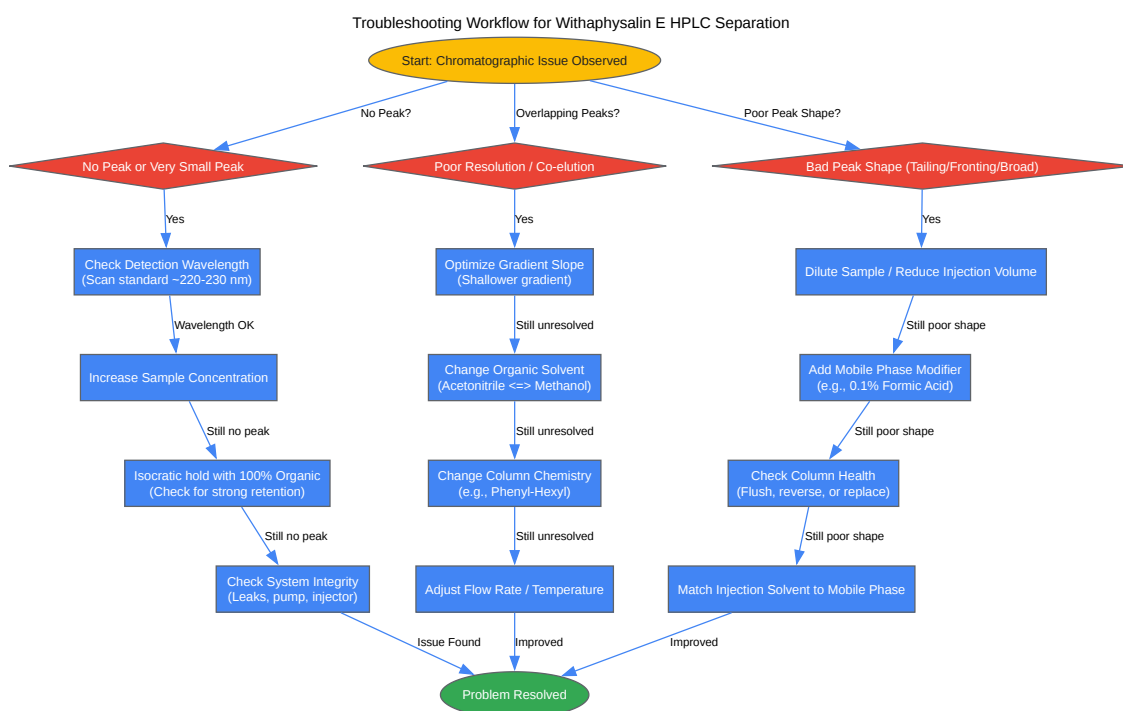 Troubleshooting Workflow for Withaphysalin E HPLC Separation
Start: Chromatographic Issue Observed
No Peak?
Overlapping Peaks?
Poor Peak Shape?
No Peak or Very Small Peak
Poor Resolution / Co-elution
Bad Peak Shape (Tailing/Fronting/Broad)
Yes
Yes
Yes
Check Detection Wavelength
(Scan standard ~220-230 nm)
Optimize Gradient Slope
(Shallower gradient)
Dilute Sample / Reduce Injection Volume
Wavelength OK
Still unresolved
Still poor shape
Increase Sample Concentration
Change Organic Solvent
(Acetonitrile <=> Methanol)
Add Mobile Phase Modifier
(e.g., 0.1% Formic Acid)
Still no peak
Still unresolved
Still poor shape
Isocratic hold with 100% Organic
(Check for strong retention)
Change Column Chemistry
(e.g., Phenyl-Hexyl)
Check Column Health
(Flush, reverse, or replace)
Still no peak
Still unresolved
Still poor shape
Check System Integrity
(Leaks, pump, injector)
Adjust Flow Rate / Temperature
Match Injection Solvent to Mobile Phase
Issue Found
Improved
Improved
Problem Resolved